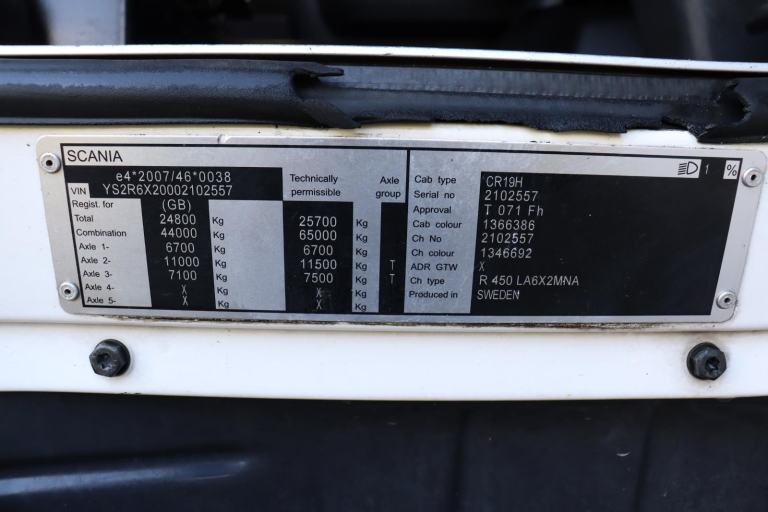 SCANIA
e4*2007/46*0038
VIN YS2R6X20002102557
Technically permissible Axle group
Regist. for (GB)
Total 24800 Kg 25700 Kg
Combination 44000 Kg 65000 Kg
Axle 1- 6700 Kg 6700 Kg
Axle 2- 11000 Kg 11500 Kg T
Axle 3- 7100 Kg 7500 Kg T
Axle 4- X Kg X Kg
Axle 5- X Kg X Kg
1 %
Cab type CR19H
Serial no 2102557
Approval T 071 Fh
Cab colour 1366386
Ch No 2102557
Ch colour 1346692
ADR GTW X
Ch type R 450 LA6X2MNA
Produced in SWEDEN